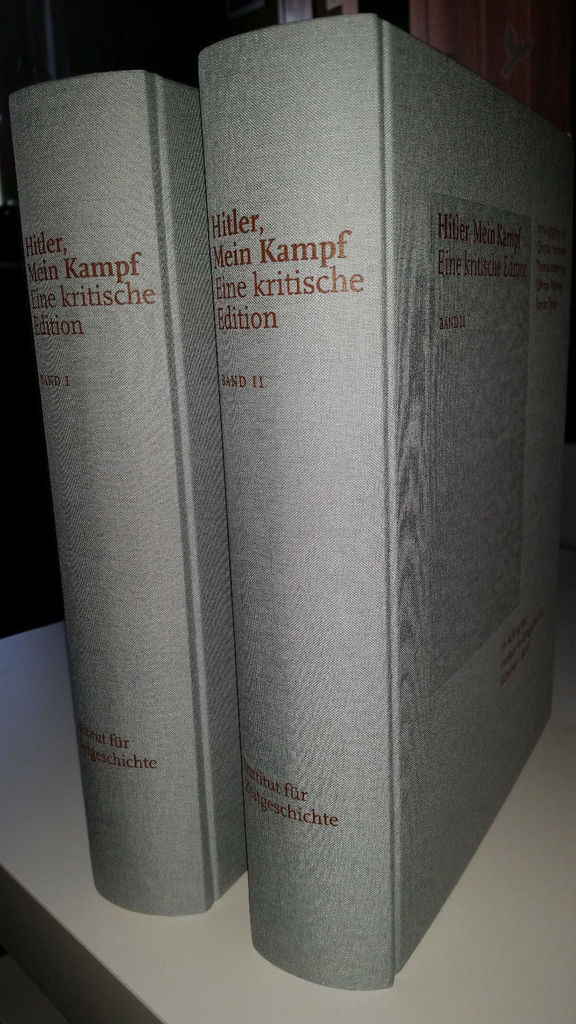 Hitler,
Mein Kampf
Eine kritische
Edition
BAND I
Institut für
Zeitgeschichte
Hitler,
Mein Kampf
Eine kritische
Edition
BAND II
Institut für
Zeitgeschichte
Hitler, Mein Kampf
Eine kritische Edition
BAND II